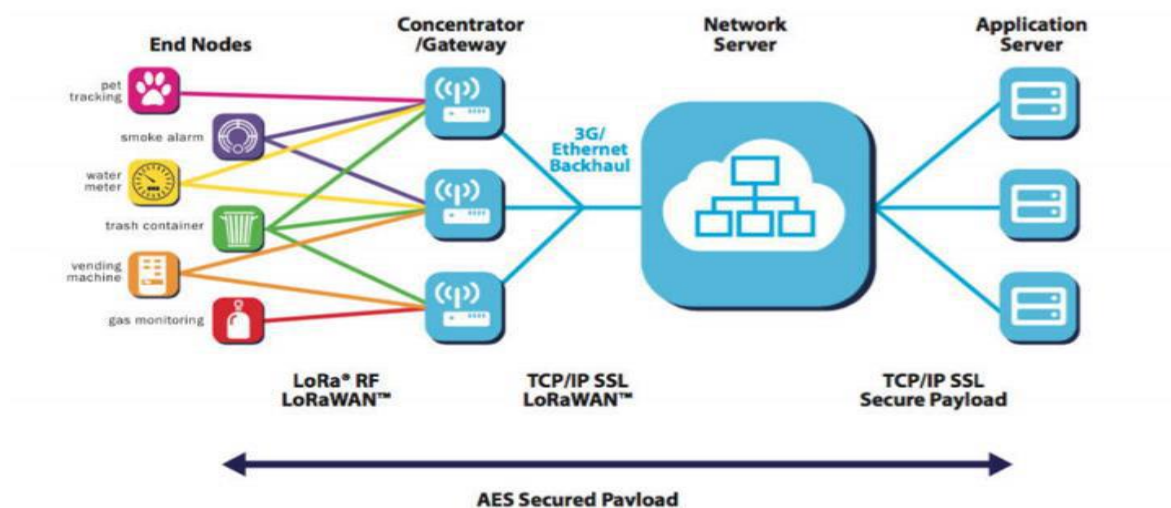 End Nodes
Concentrator
/Gateway
Network
Server
Application
Server
pet
tracking
smoke alarm
water
meter
trash container
vending
machine
gas monitoring
3G/
Ethernet
Backhaul
LoRa® RF
LoRaWAN™
TCP/IP SSL
LoRaWAN™
TCP/IP SSL
Secure Payload
AES Secured Payload